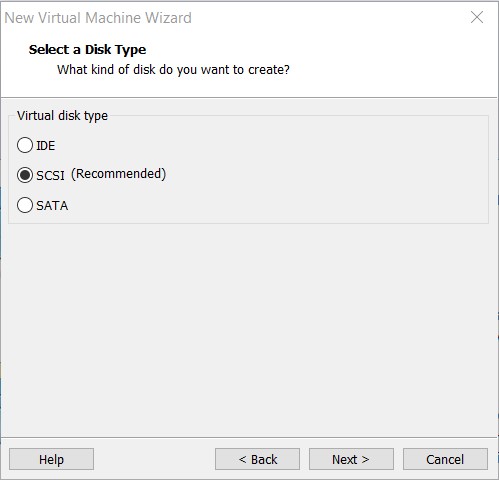 New Virtual Machine Wizard
Select a Disk Type
What kind of disk do you want to create?
Virtual disk type
IDE
SCSI (Recommended)
SATA
Help < Back Next > Cancel